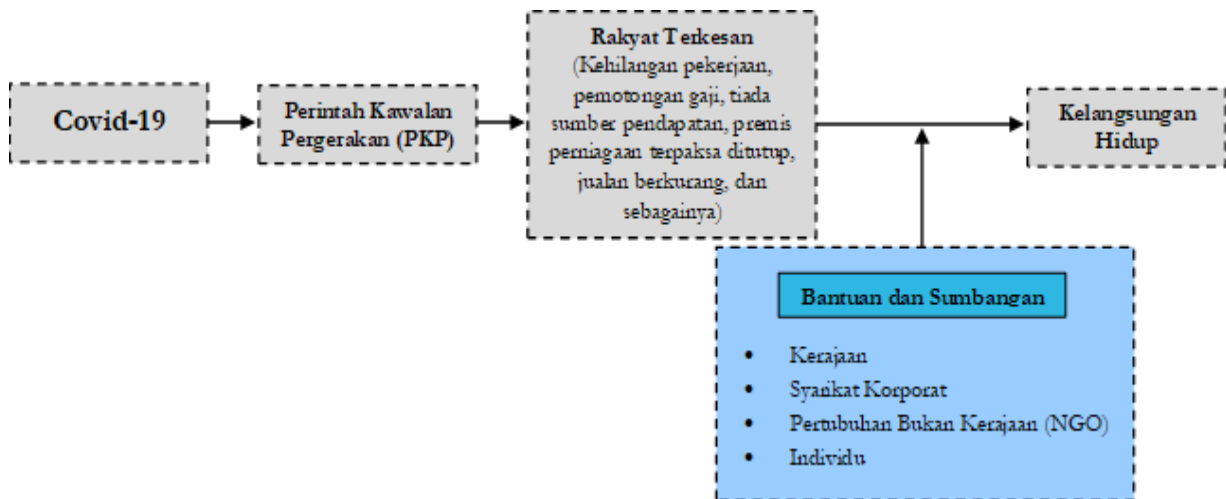 Covid-19
Perintah Kawalan
Pergerakan (PKP)
Rakyat Terkesan
(Kehilangan pekerjaan,
pemotongan gaji, tiada
sumber pendapatan, premis
perniagaan terpaksa ditutup,
jualan berkurang, dan
sebagainya)
Kelangsungan
Hidup
Bantuan dan Sumbangan
• Kerajaan
• Syarikat Korporat
• Pertubuhan Bukan Kerajaan (NGO)
• Individu